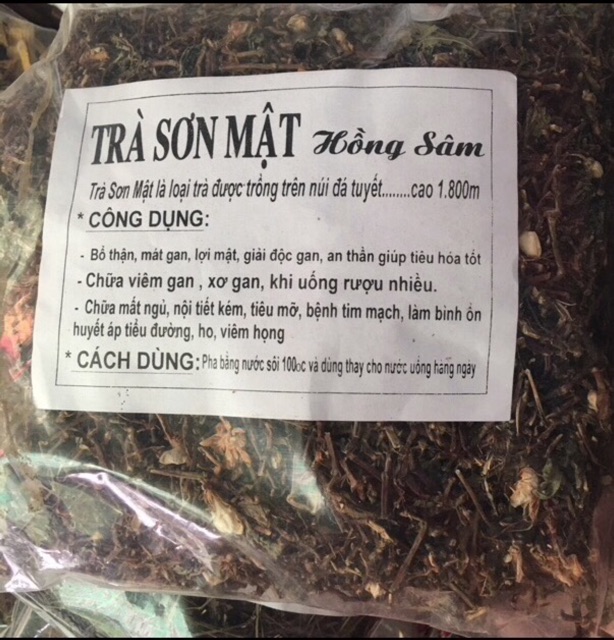 TRÀ SƠN MẬT Hồng Sâm
Trà Sơn Mật là loại trà được trồng trên núi đá tuyết........cao 1.800m
* CÔNG DỤNG:
- Bổ thận, mát gan, lợi mật, giải độc gan, an thần giúp tiêu hóa tốt
- Chữa viêm gan , xơ gan, khi uống rượu nhiều.
- Chữa mất ngủ, nội tiết kém, tiêu mỡ, bệnh tim mạch, làm bình ổn
huyết áp tiểu đường, ho, viêm họng
* CÁCH DÙNG: Pha bằng nước sôi 100oc và dùng thay cho nước uống hàng ngày